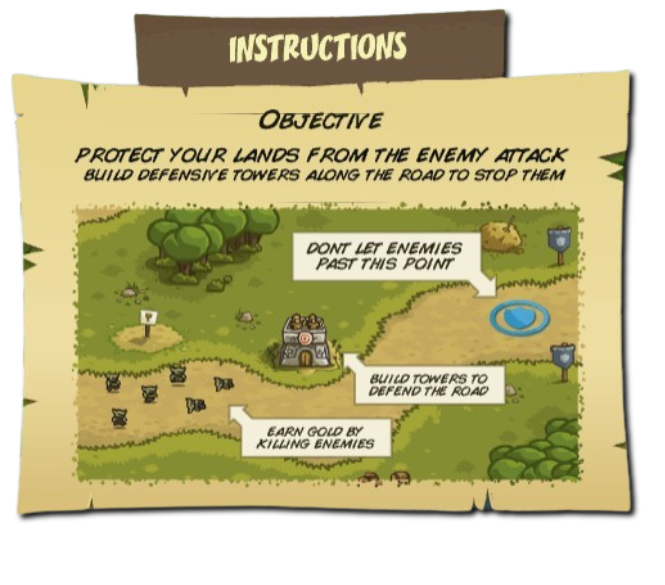 INSTRUCTIONS
OBJECTIVE
PROTECT YOUR LANDS FROM THE ENEMY ATTACK
BUILD DEFENSIVE TOWERS ALONG THE ROAD TO STOP THEM
DONT LET ENEMIES
PAST THIS POINT
BUILD TOWERS TO
DEFEND THE ROAD
EARN GOLD BY
KILLING ENEMIES